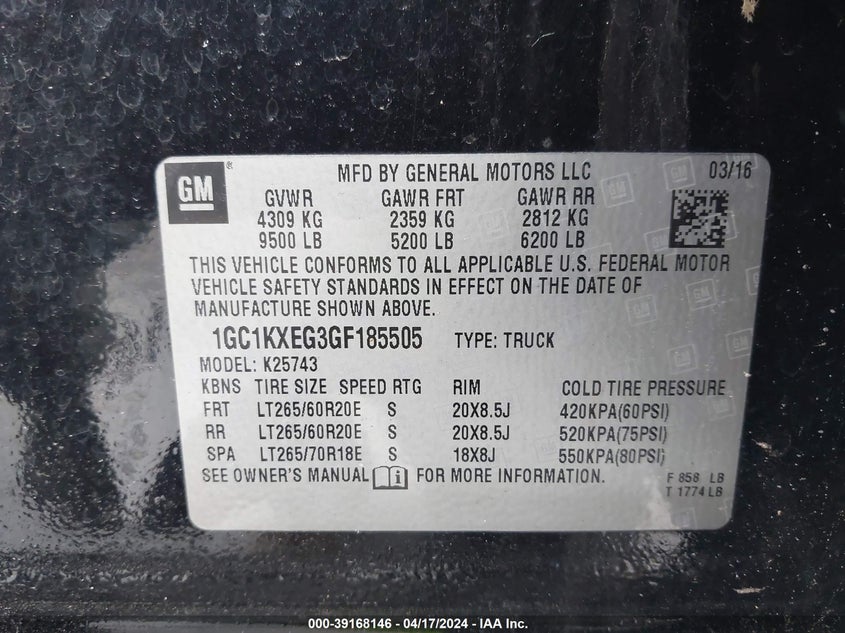 GM ®
MFD BY GENERAL MOTORS LLC 03/16
GVWR GAWR FRT GAWR RR
4309 KG 2359 KG 2812 KG
9500 LB 5200 LB 6200 LB
THIS VEHICLE CONFORMS TO ALL APPLICABLE U.S. FEDERAL MOTOR
VEHICLE SAFETY STANDARDS IN EFFECT ON THE DATE OF
MANUFACTURE SHOWN ABOVE.
1GC1KXEG3GF185505 TYPE: TRUCK
MODEL: K25743
KBNS TIRE SIZE SPEED RTG RIM COLD TIRE PRESSURE
FRT LT265/60R20E S 20X8.5J 420KPA(60PSI)
RR LT265/60R20E S 20X8.5J 520KPA(75PSI)
SPA LT265/70R18E S 18X8J 550KPA(80PSI)
SEE OWNER'S MANUAL FOR MORE INFORMATION.
F 858 LB
T 1774 LB
000-39168146 - 04/17/2024 - IAA Inc.